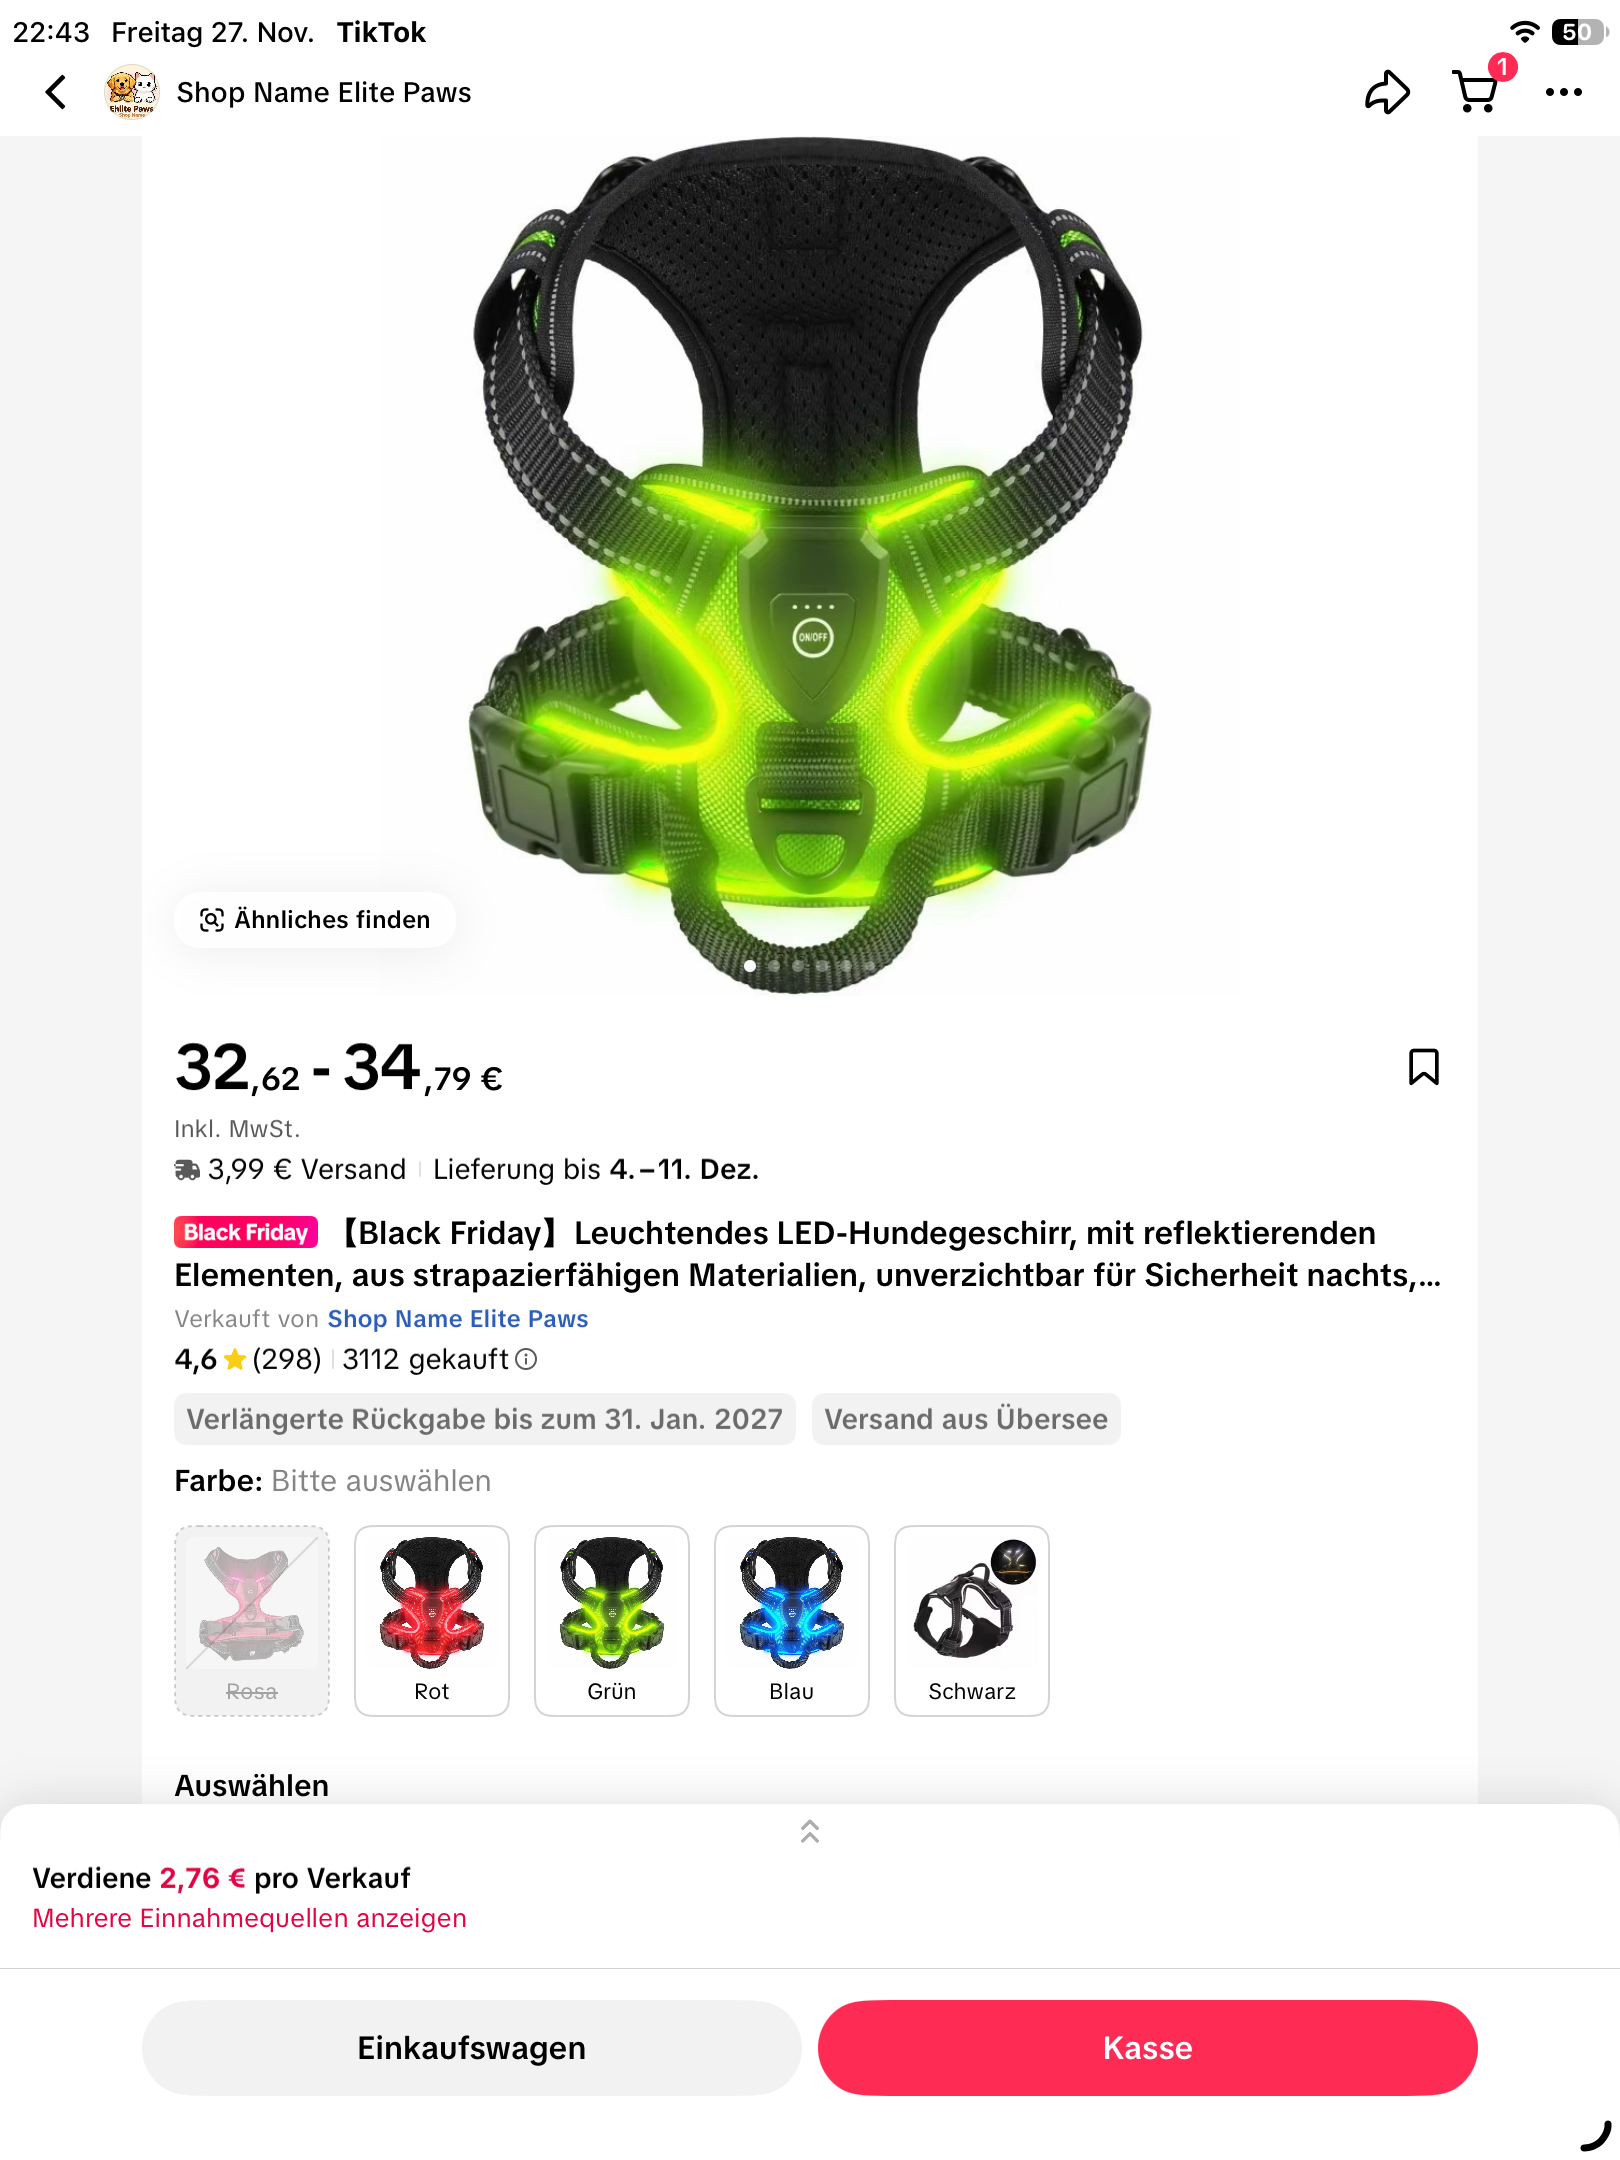 22:43 Freitag 27. Nov. TikTok 50
Shop Name Elite Paws 1
ON/OFF
Ähnliches finden
32,62 - 34,79 €
Inkl. MwSt.
3,99 € Versand Lieferung bis 4.–11. Dez.
Black Friday 【Black Friday】 Leuchtendes LED-Hundegeschirr, mit reflektierenden
Elementen, aus strapazierfähigen Materialien, unverzichtbar für Sicherheit nachts,...
Verkauft von Shop Name Elite Paws
4,6 (298) 3112 gekauft
Verlängerte Rückgabe bis zum 31. Jan. 2027 Versand aus Übersee
Farbe: Bitte auswählen
Rosa Rot Grün Blau Schwarz
Auswählen
Verdiene 2,76 € pro Verkauf
Mehrere Einnahmequellen anzeigen
Einkaufswagen Kasse